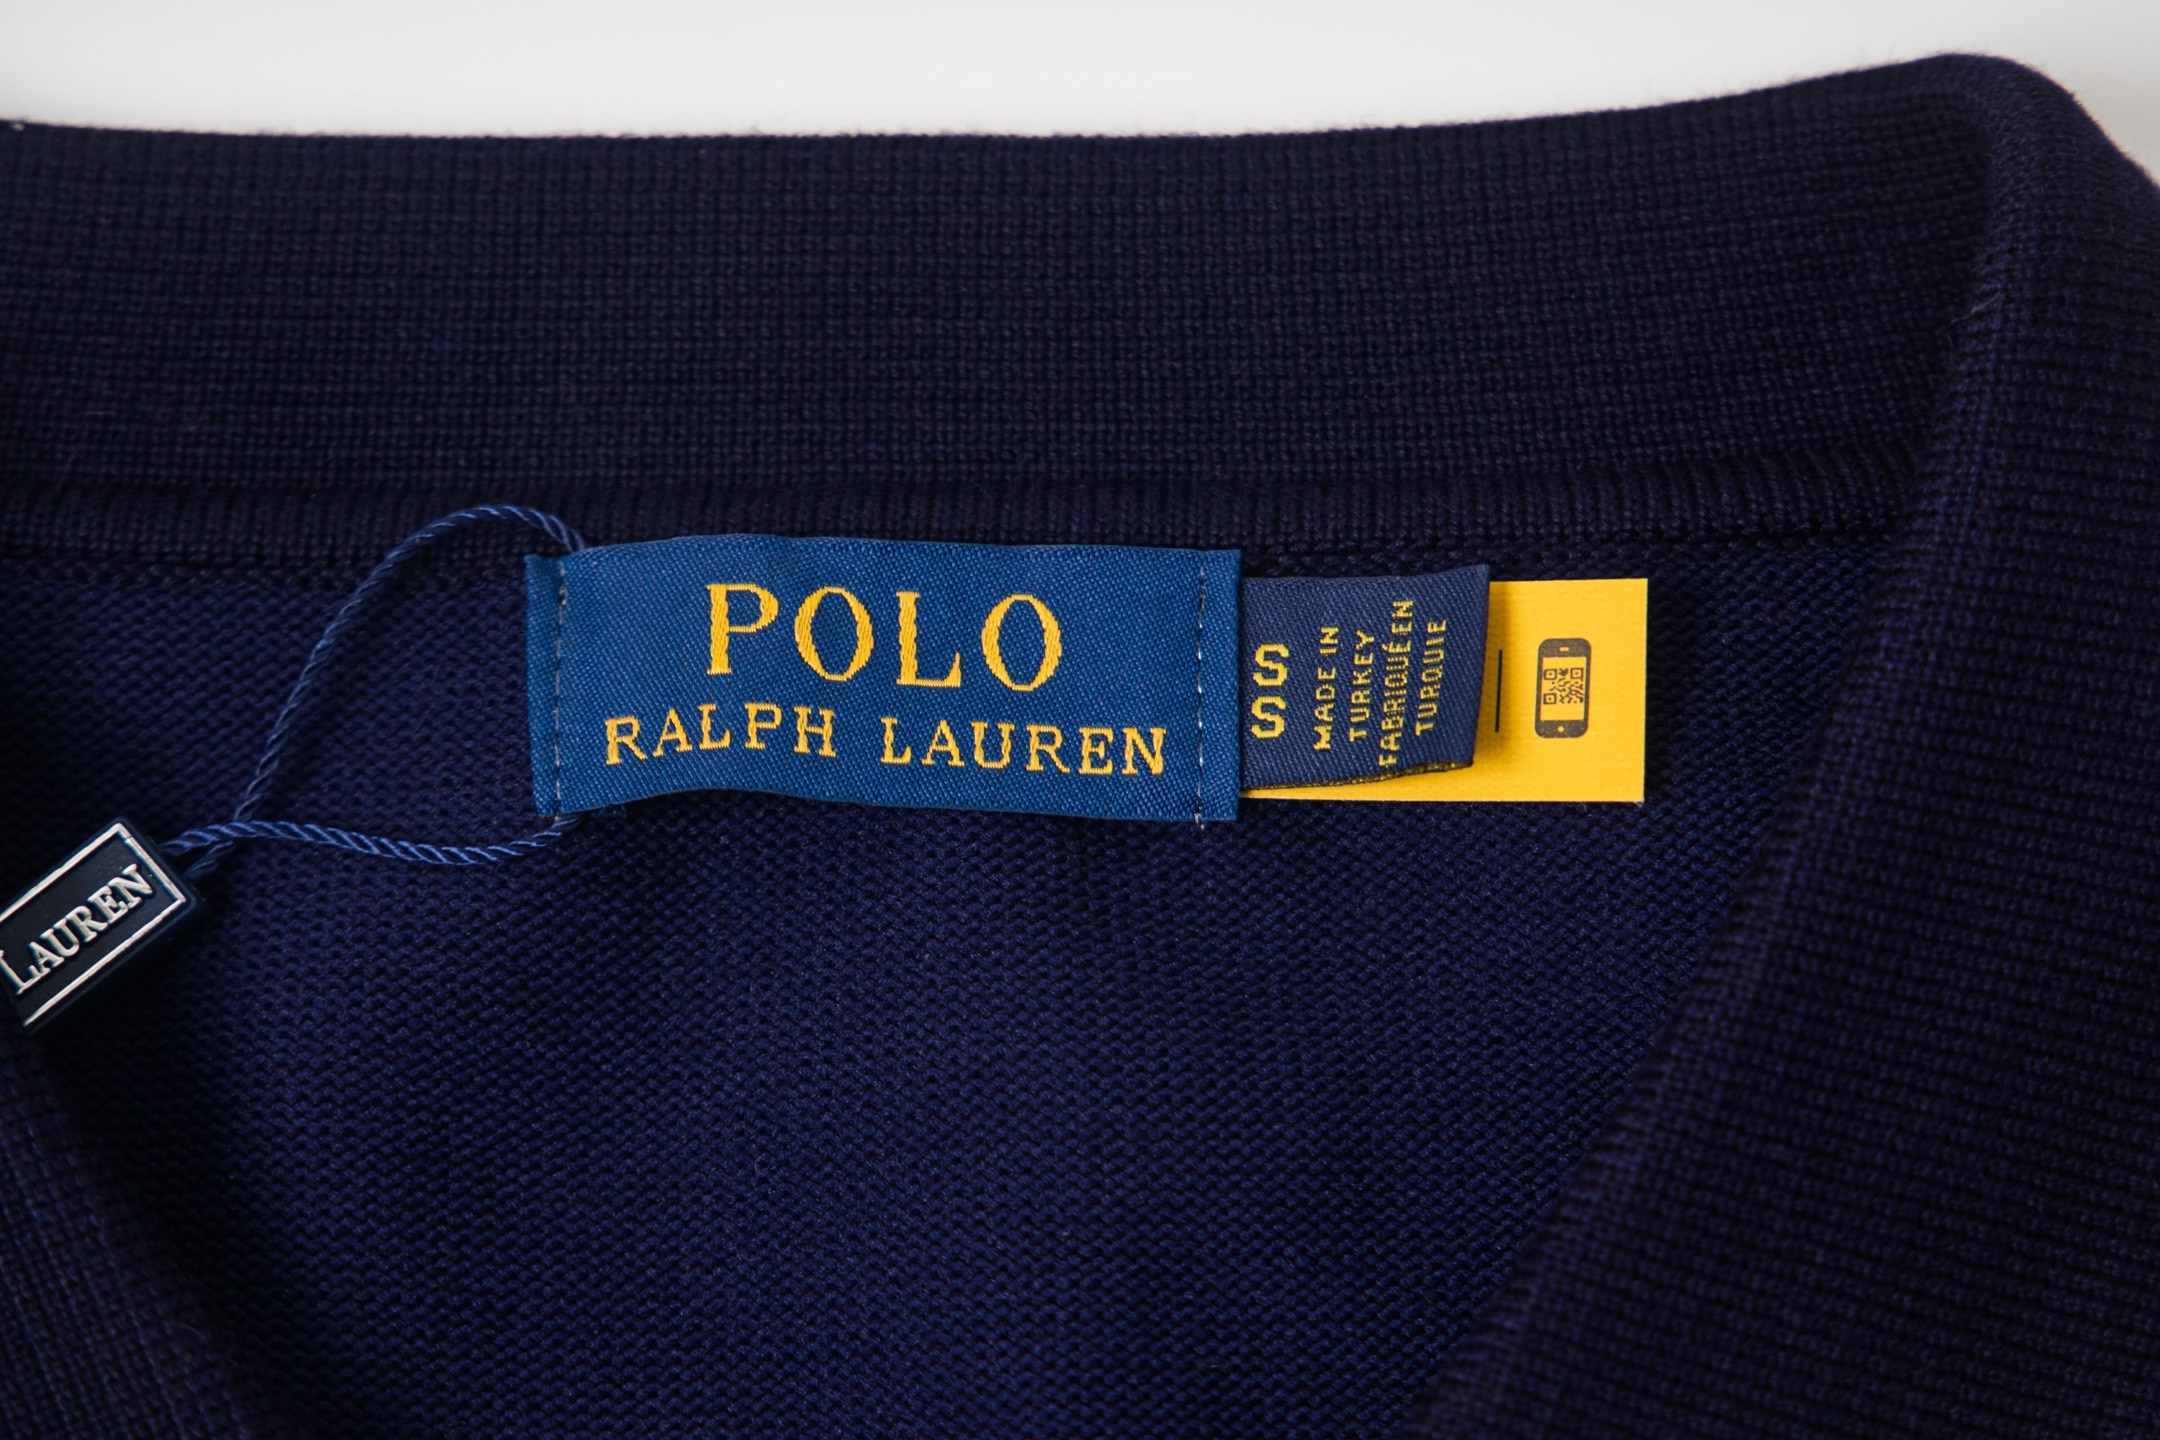 POLO
RALPH LAUREN
S
S
MADE IN
TURKEY
FABRIQUÉ EN
TURQUIE
LAUREN